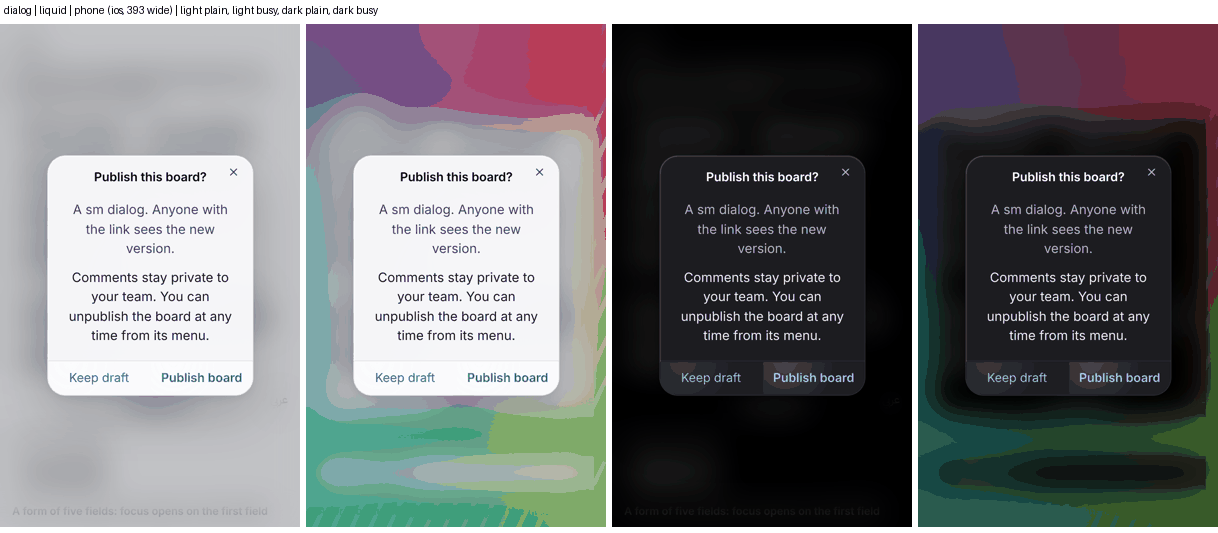 dialog | liquid | phone (ios, 393 wide) | light plain, light busy, dark plain, dark busy
Publish this board? ×
A sm dialog. Anyone with
the link sees the new
version.
Comments stay private to
your team. You can
unpublish the board at any
time from its menu.
Keep draft Publish board
A form of five fields: focus opens on the first field
Publish this board? ×
A sm dialog. Anyone with
the link sees the new
version.
Comments stay private to
your team. You can
unpublish the board at any
time from its menu.
Keep draft Publish board
Publish this board? ×
A sm dialog. Anyone with
the link sees the new
version.
Comments stay private to
your team. You can
unpublish the board at any
time from its menu.
Keep draft Publish board
A form of five fields: focus opens on the first field
Publish this board? ×
A sm dialog. Anyone with
the link sees the new
version.
Comments stay private to
your team. You can
unpublish the board at any
time from its menu.
Keep draft Publish board